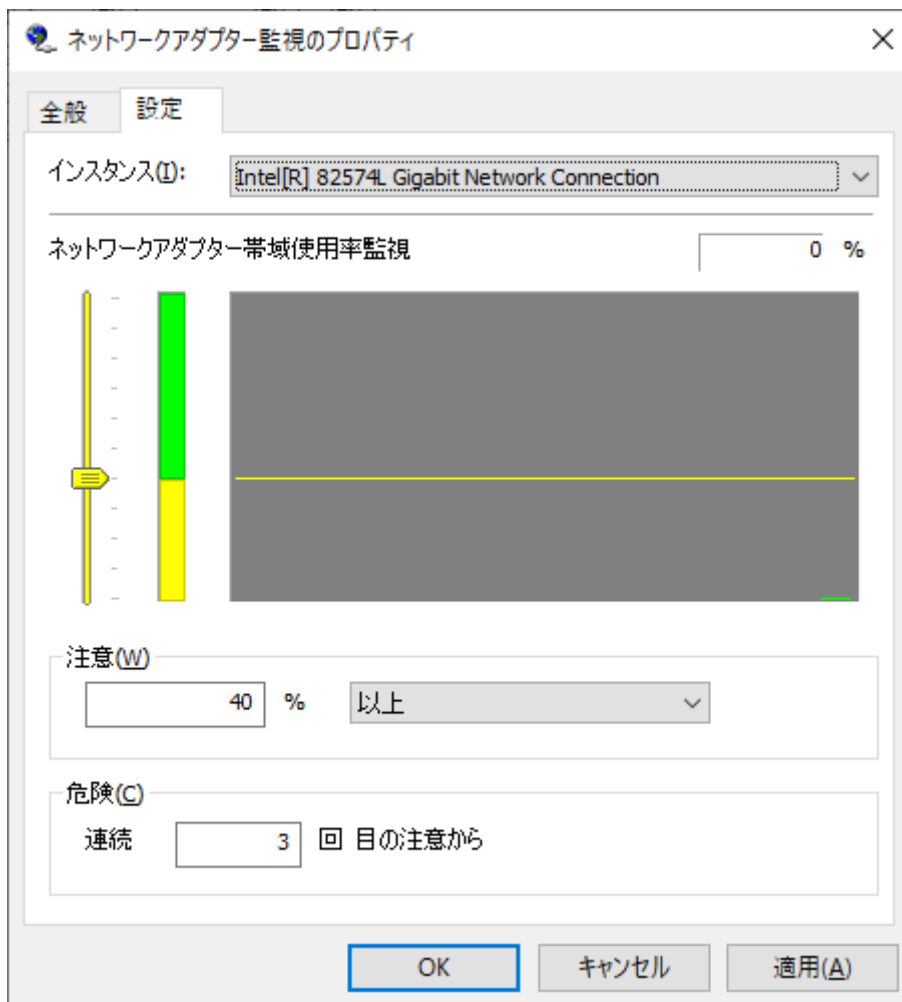 ネットワークアダプター監視のプロパティ
全般 設定
インスタンス(I): Intel[R] 82574L Gigabit Network Connection
ネットワークアダプター帯域使用率監視 0 %
注意(W)
40 % 以上
危険(C)
連続 3 回 目の注意から
OK キャンセル 適用(A)